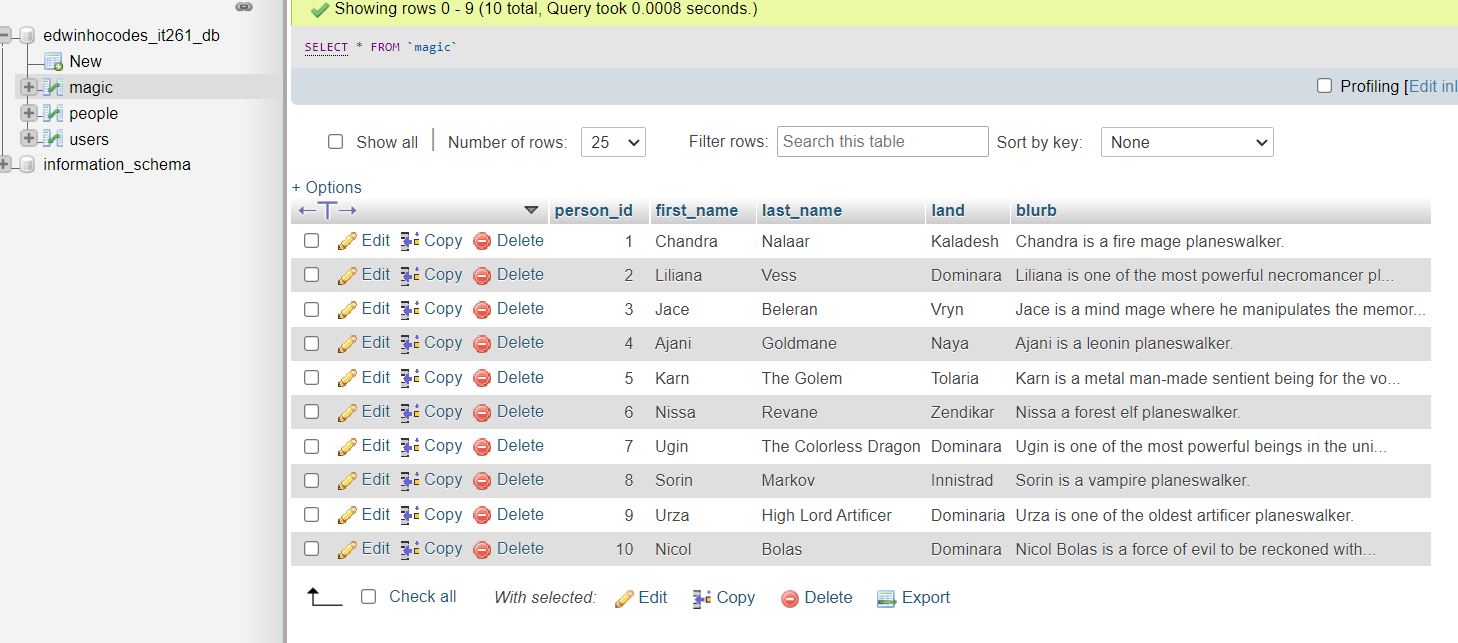 Showing rows 0 - 9 (10 total, Query took 0.0008 seconds.)
edwinhocodes_it261_db
New
magic
people
users
information_schema
SELECT * FROM `magic`
Profiling [Edit inl
Show all Number of rows: 25 Filter rows: Search this table Sort by key: None
+ Options
person_id first_name last_name land blurb
Edit Copy Delete 1 Chandra Nalaar Kaladesh Chandra is a fire mage planeswalker.
Edit Copy Delete 2 Liliana Vess Dominara Liliana is one of the most powerful necromancer pl...
Edit Copy Delete 3 Jace Beleran Vryn Jace is a mind mage where he manipulates the memor...
Edit Copy Delete 4 Ajani Goldmane Naya Ajani is a leonin planeswalker.
Edit Copy Delete 5 Karn The Golem Tolaria Karn is a metal man-made sentient being for the vo...
Edit Copy Delete 6 Nissa Revane Zendikar Nissa a forest elf planeswalker.
Edit Copy Delete 7 Ugin The Colorless Dragon Dominara Ugin is one of the most powerful beings in the uni...
Edit Copy Delete 8 Sorin Markov Innistrad Sorin is a vampire planeswalker.
Edit Copy Delete 9 Urza High Lord Artificer Dominaria Urza is one of the oldest artificer planeswalker.
Edit Copy Delete 10 Nicol Bolas Dominara Nicol Bolas is a force of evil to be reckoned with...
Check all With selected: Edit Copy Delete Export